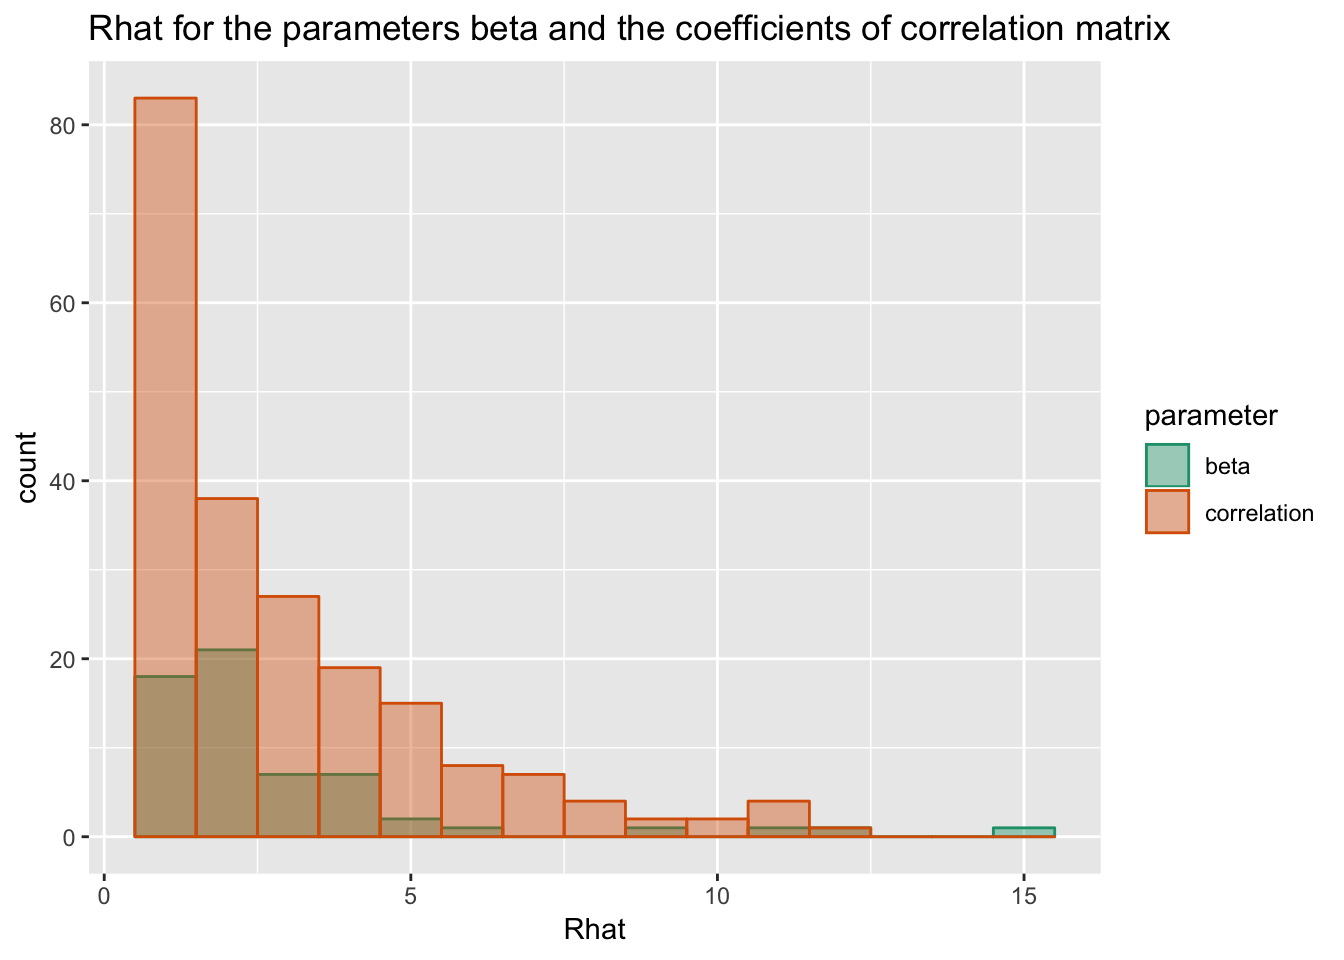 Rhat for the parameters beta and the coefficients of correlation matrix
80
60
40
20
0
count
0
5
10
15
Rhat
parameter
beta
correlation